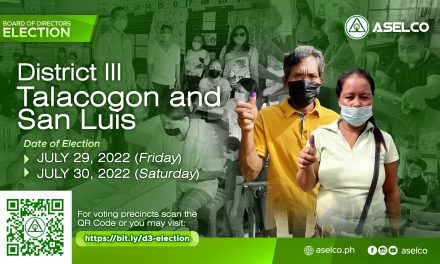 BOARD OF DIRECTORS
ELECTION
ASELCO
District III
Talacogon and
San Luis
Date of Election
JULY 29, 2022 (Friday)
JULY 30, 2022 (Saturday)
For voting precincts scan the
QR Code or you may visit:
https://bit.ly/d3-election
aselco.ph
aselco.ph